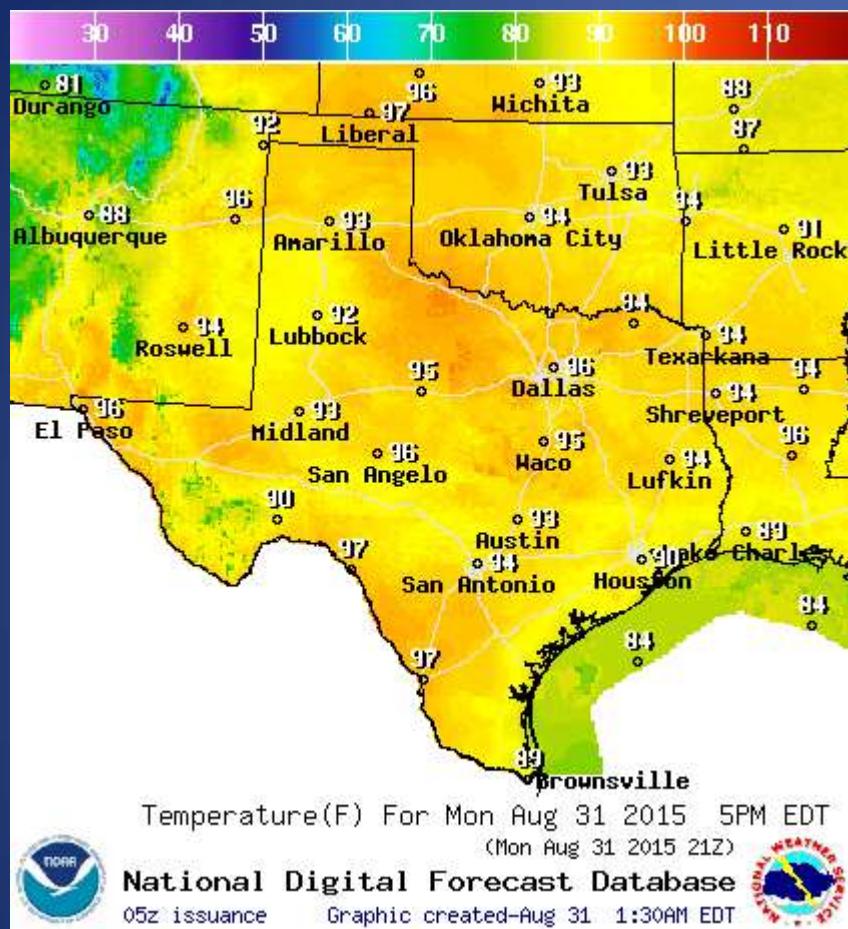 30 40 50 60 70 80 90 100 110
81
Durango
96
93
Wichita
88
97
Liberal
92
87
93
Tulsa
88
Albuquerque
96
93
Amarillo
94
Oklahoma City
94
91
Little Rock
94
Roswell
92
Lubbock
94
94
Texarkana
96
El Paso
95
96
Dallas
94
Shreveport
94
93
Midland
96
San Angelo
95
Waco
94
Lufkin
96
90
93
Austin
89
Lake Charles
97
94
San Antonio
90
Houston
84
84
97
89
Brownsville
Temperature(F) For Mon Aug 31 2015 5PM EDT
(Mon Aug 31 2015 21Z)
NOAA
National Digital Forecast Database
05z issuance Graphic created-Aug 31 1:30AM EDT
NATIONAL WEATHER SERVICE